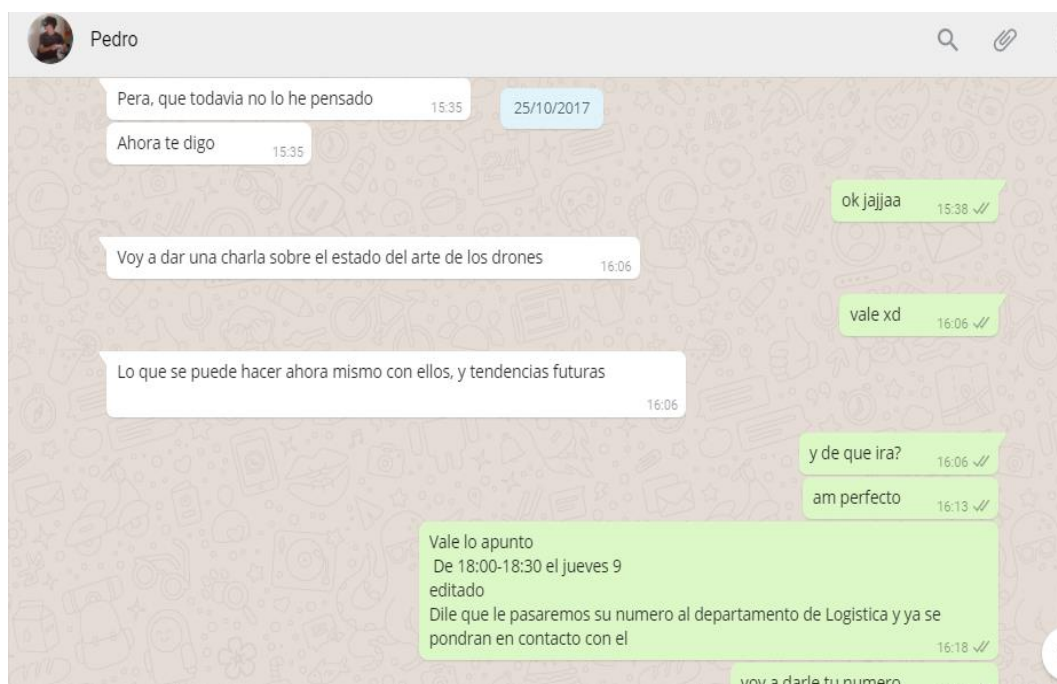 Pedro
Pera, que todavia no lo he pensado 15:35
25/10/2017
Ahora te digo 15:35
ok jajjaa 15:38
Voy a dar una charla sobre el estado del arte de los drones 16:06
vale xd 16:06
Lo que se puede hacer ahora mismo con ellos, y tendencias futuras
16:06
y de que ira? 16:06
am perfecto 16:13
Vale lo apunto
De 18:00-18:30 el jueves 9
editado
Dile que le pasaremos su numero al departamento de Logistica y ya se
pondran en contacto con el 16:18
voy a darle tu numero